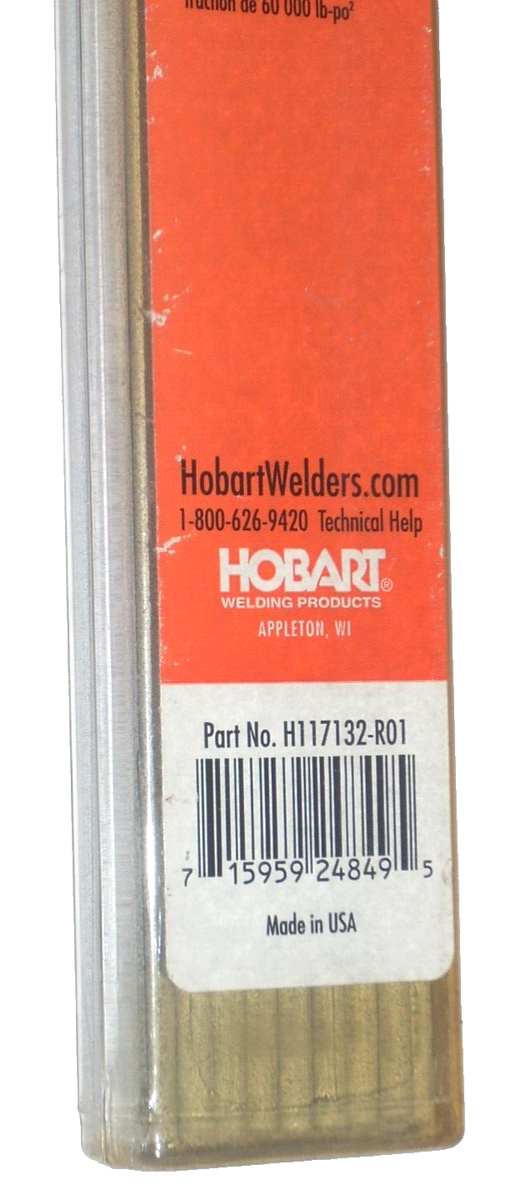 traction de 60 000 lb-po²
HobartWelders.com
1-800-626-9420 Technical Help
HOBART®
WELDING PRODUCTS
APPLETON, WI
Part No. H117132-R01
7 15959 24849 5
Made in USA